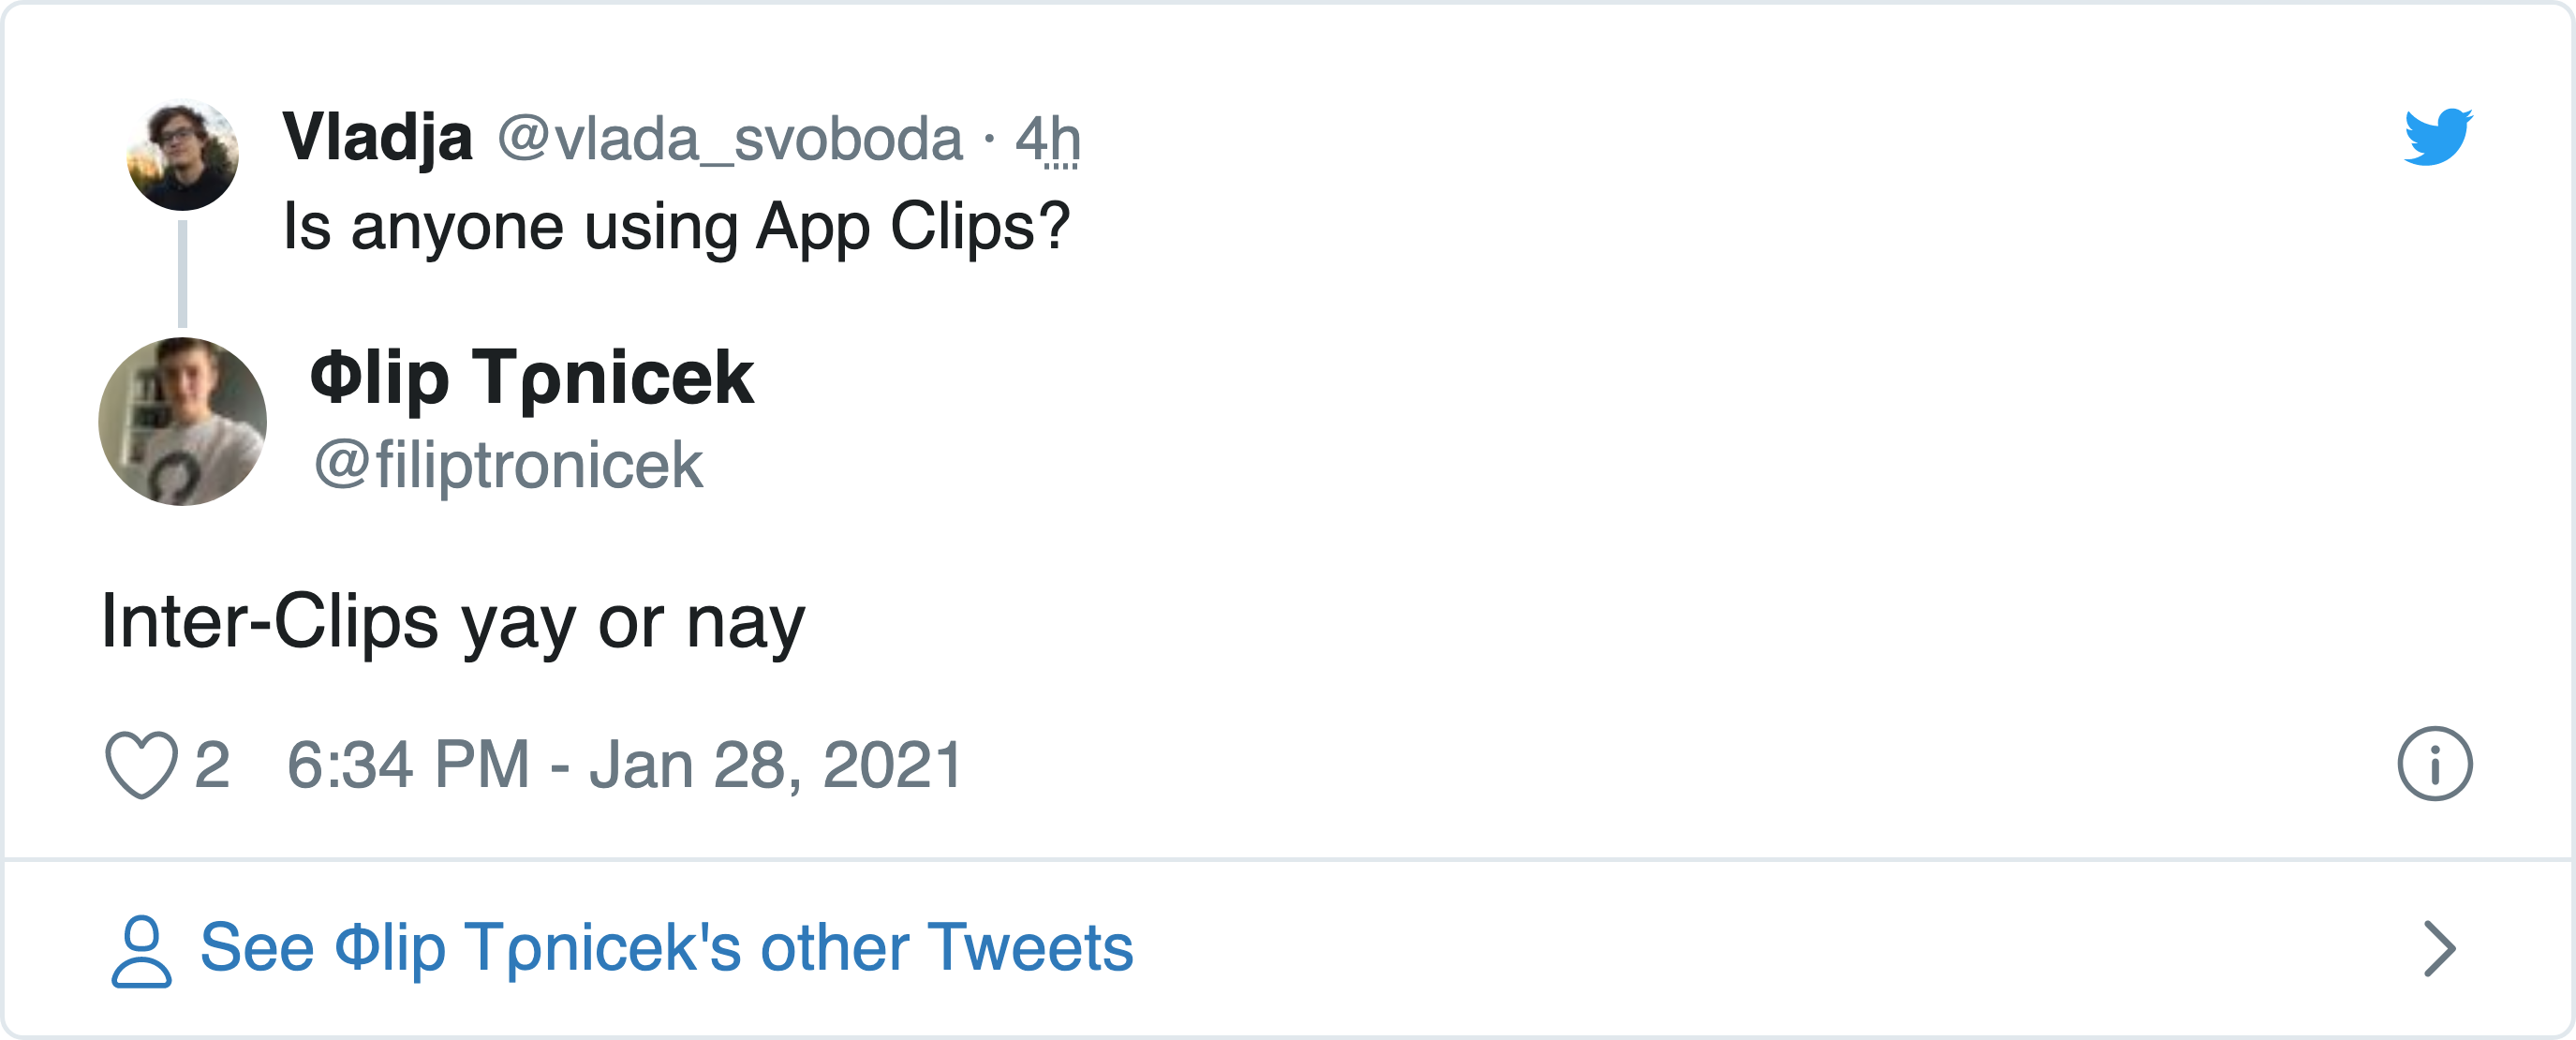 Vladja @vlada_svoboda · 4h
Is anyone using App Clips?
Φlip Tρnicek
@filiptronicek
Inter-Clips yay or nay
2 6:34 PM - Jan 28, 2021
See Φlip Tρnicek's other Tweets